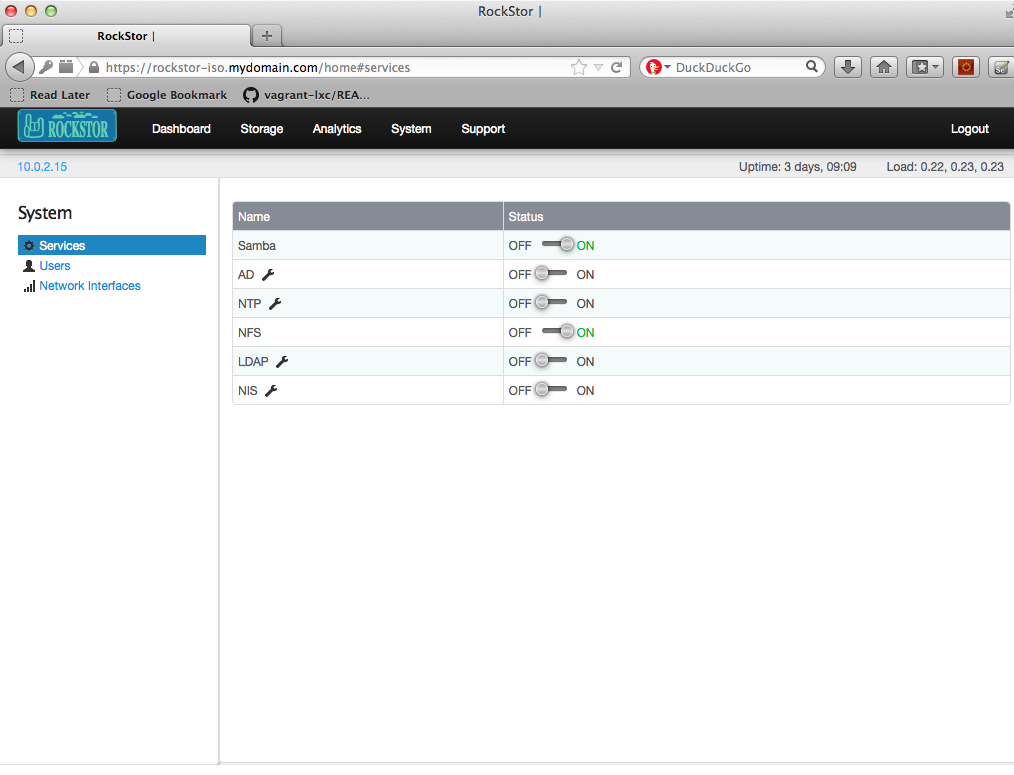 RockStor |
RockStor |
https://rockstor-iso.mydomain.com/home#services
DuckDuckGo
Read Later
Google Bookmark
vagrant-lxc/REA...
ROCKSTOR
Dashboard
Storage
Analytics
System
Support
Logout
10.0.2.15
Uptime: 3 days, 09:09
Load: 0.22, 0.23, 0.23
System
Services
Users
Network Interfaces
Name Status
Samba OFF ON
AD OFF ON
NTP OFF ON
NFS OFF ON
LDAP OFF ON
NIS OFF ON